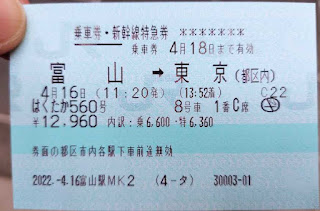 乗車券・新幹線特急券 *******
乗車券 4月18日まで有効
富山 → 東京(都区内)
4月16日 (11:20発) (13:52着) C22
はくたか560号 8号車 1番C席
¥12,960 内訳:乗6,600・特6,360
券面の都区市内各駅下車前途無効
2022.-4.16富山駅MK2 (4-タ) 30003-01